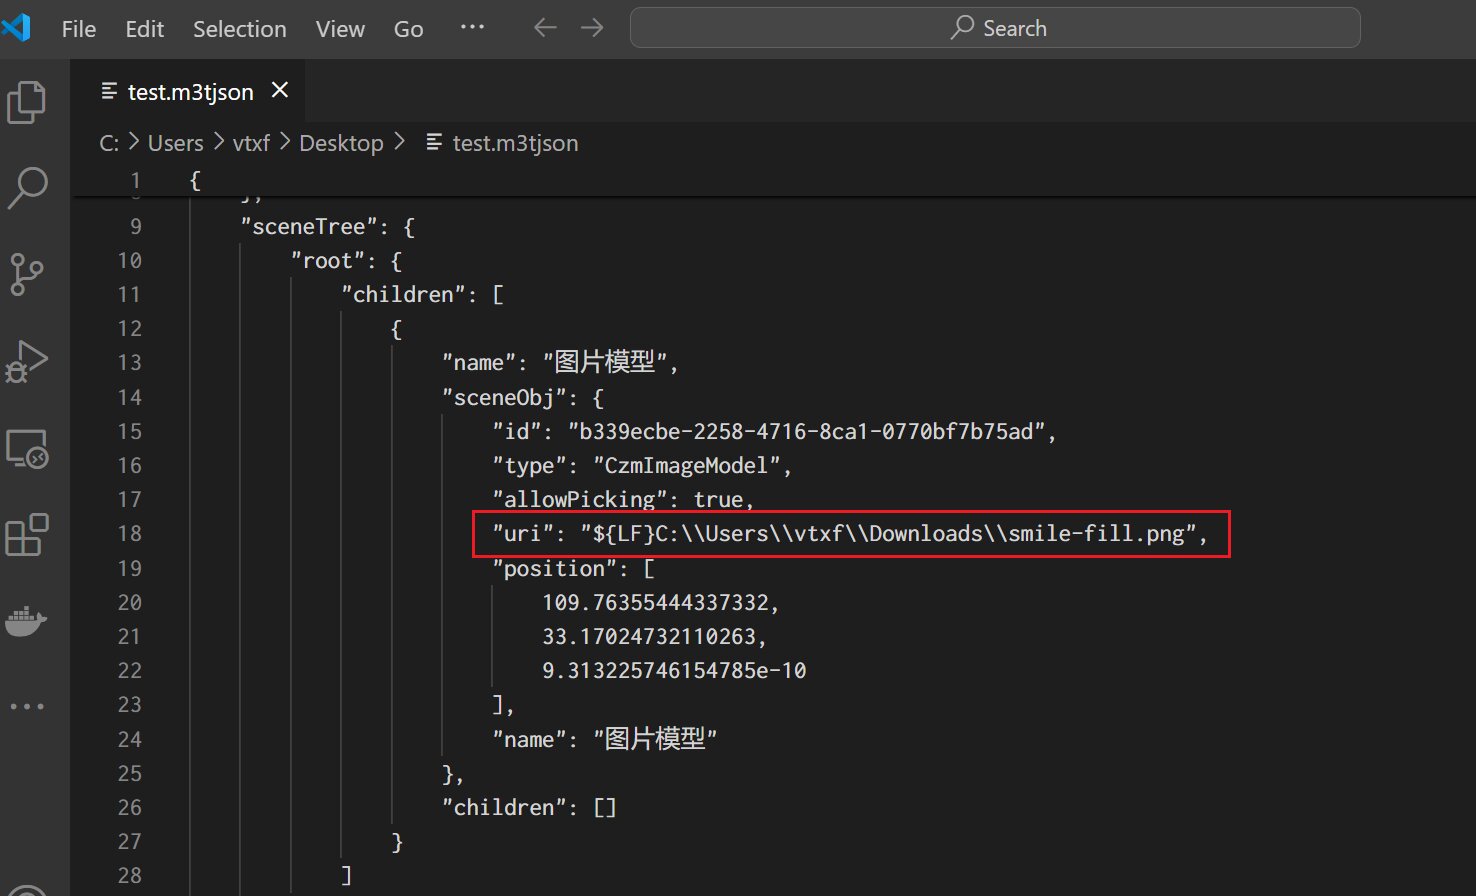 File Edit Selection View Go ··· ← → Search
test.m3tjson ×
C: > Users > vtxf > Desktop > test.m3tjson
1 {
9 "sceneTree": {
10 "root": {
11 "children": [
12 {
13 "name": "图片模型",
14 "sceneObj": {
15 "id": "b339ecbe-2258-4716-8ca1-0770bf7b75ad",
16 "type": "CzmImageModel",
17 "allowPicking": true,
18 "uri": "${LF}C:\\Users\\vtxf\\Downloads\\smile-fill.png",
19 "position": [
20 109.76355444337332,
21 33.17024732110263,
22 9.313225746154785e-10
23 ],
24 "name": "图片模型"
25 },
26 "children": []
27 }
28 ]